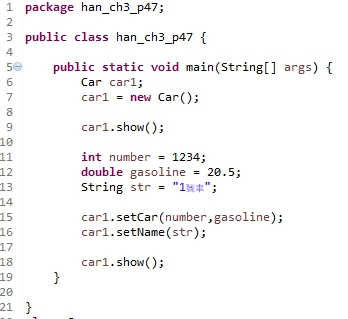 1 package han_ch3_p47;
2
3 public class han_ch3_p47 {
4
5 public static void main(String[] args) {
6 Car car1;
7 car1 = new Car();
8
9 car1.show();
10
11 int number = 1234;
12 double gasoline = 20.5;
13 String str = "1號車";
14
15 car1.setCar(number,gasoline);
16 car1.setName(str);
17
18 car1.show();
19 }
20
21 }